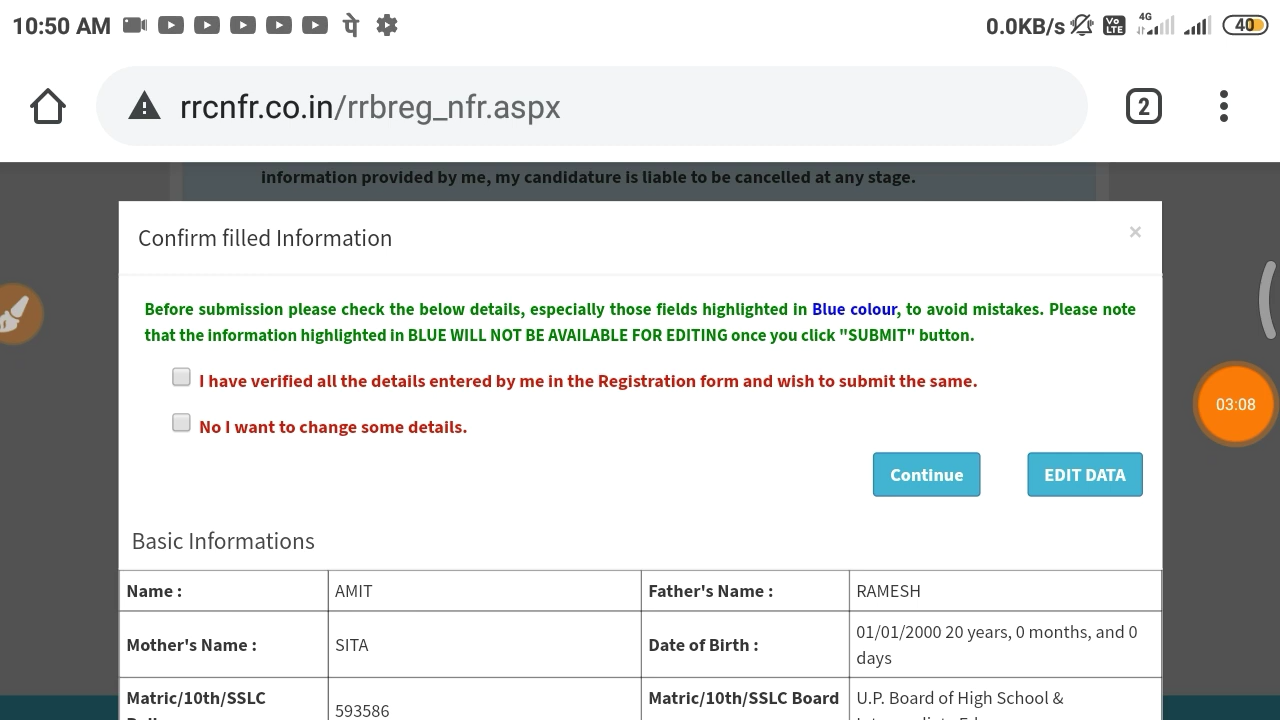 10:50 AM
0.0KB/s
Vo LTE
4G
40
rrcnfr.co.in/rrbreg_nfr.aspx
2
information provided by me, my candidature is liable to be cancelled at any stage.
Confirm filled Information
×
Before submission please check the below details, especially those fields highlighted in Blue colour, to avoid mistakes. Please note
that the information highlighted in BLUE WILL NOT BE AVAILABLE FOR EDITING once you click "SUBMIT" button.
I have verified all the details entered by me in the Registration form and wish to submit the same.
03:08
No I want to change some details.
Continue
EDIT DATA
Basic Informations
Name : AMIT Father's Name : RAMESH
Mother's Name : SITA Date of Birth : 01/01/2000 20 years, 0 months, and 0
days
Matric/10th/SSLC 593586 Matric/10th/SSLC Board U.P. Board of High School &